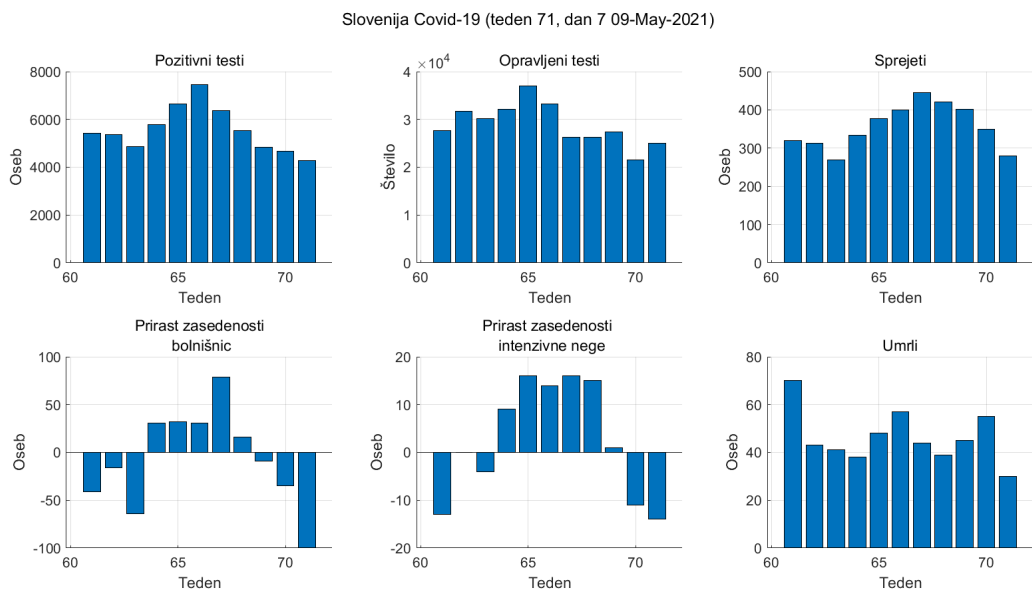 Slovenija Covid-19 (teden 71, dan 7 09-May-2021)
Pozitivni testi
8000
6000
4000
2000
0
Oseb
60 65 70
Teden
Opravljeni testi
×10⁴
4
3
2
1
0
Število
60 65 70
Teden
Sprejeti
500
400
300
200
100
0
Oseb
60 65 70
Teden
Prirast zasedenosti
bolnišnic
100
50
0
-50
-100
Oseb
60 65 70
Teden
Prirast zasedenosti
intenzivne nege
20
10
0
-10
-20
Oseb
60 65 70
Teden
Umrli
80
60
40
20
0
Oseb
60 65 70
Teden